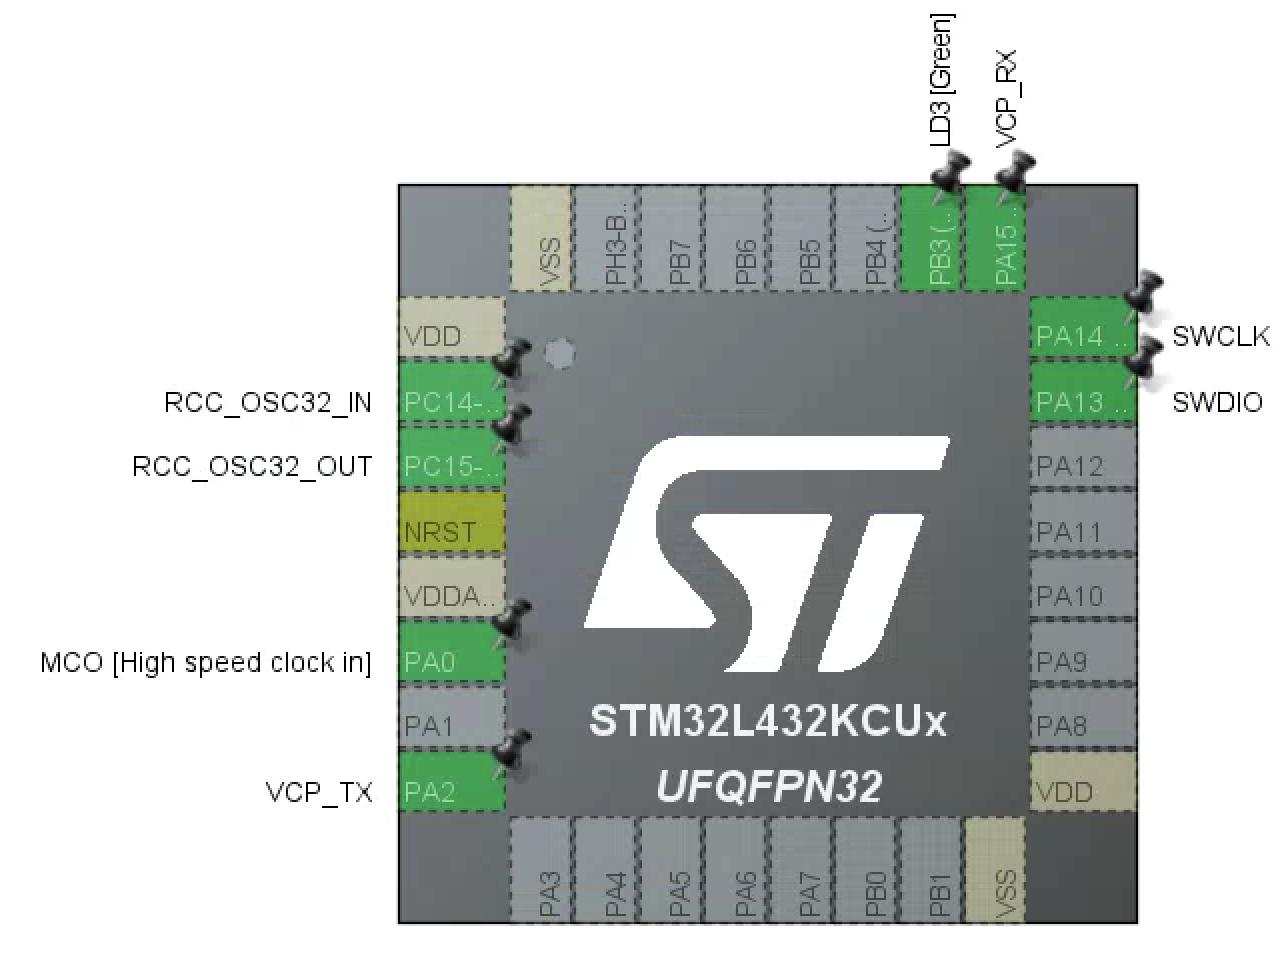 LD3 [Green]
VCP_RX
VSS
PH3-B..
PB7
PB6
PB5
PB4 (..
PB3 (..
PA15 ..
VDD
PA14 ..
SWCLK
RCC_OSC32_IN
PC14-..
PA13 ..
SWDIO
RCC_OSC32_OUT
PC15-..
PA12
NRST
PA11
VDDA..
PA10
MCO [High speed clock in]
PA0
PA9
PA1
PA8
VCP_TX
PA2
VDD
ST
STM32L432KCUx
UFQFPN32
PA3
PA4
PA5
PA6
PA7
PB0
PB1
VSS